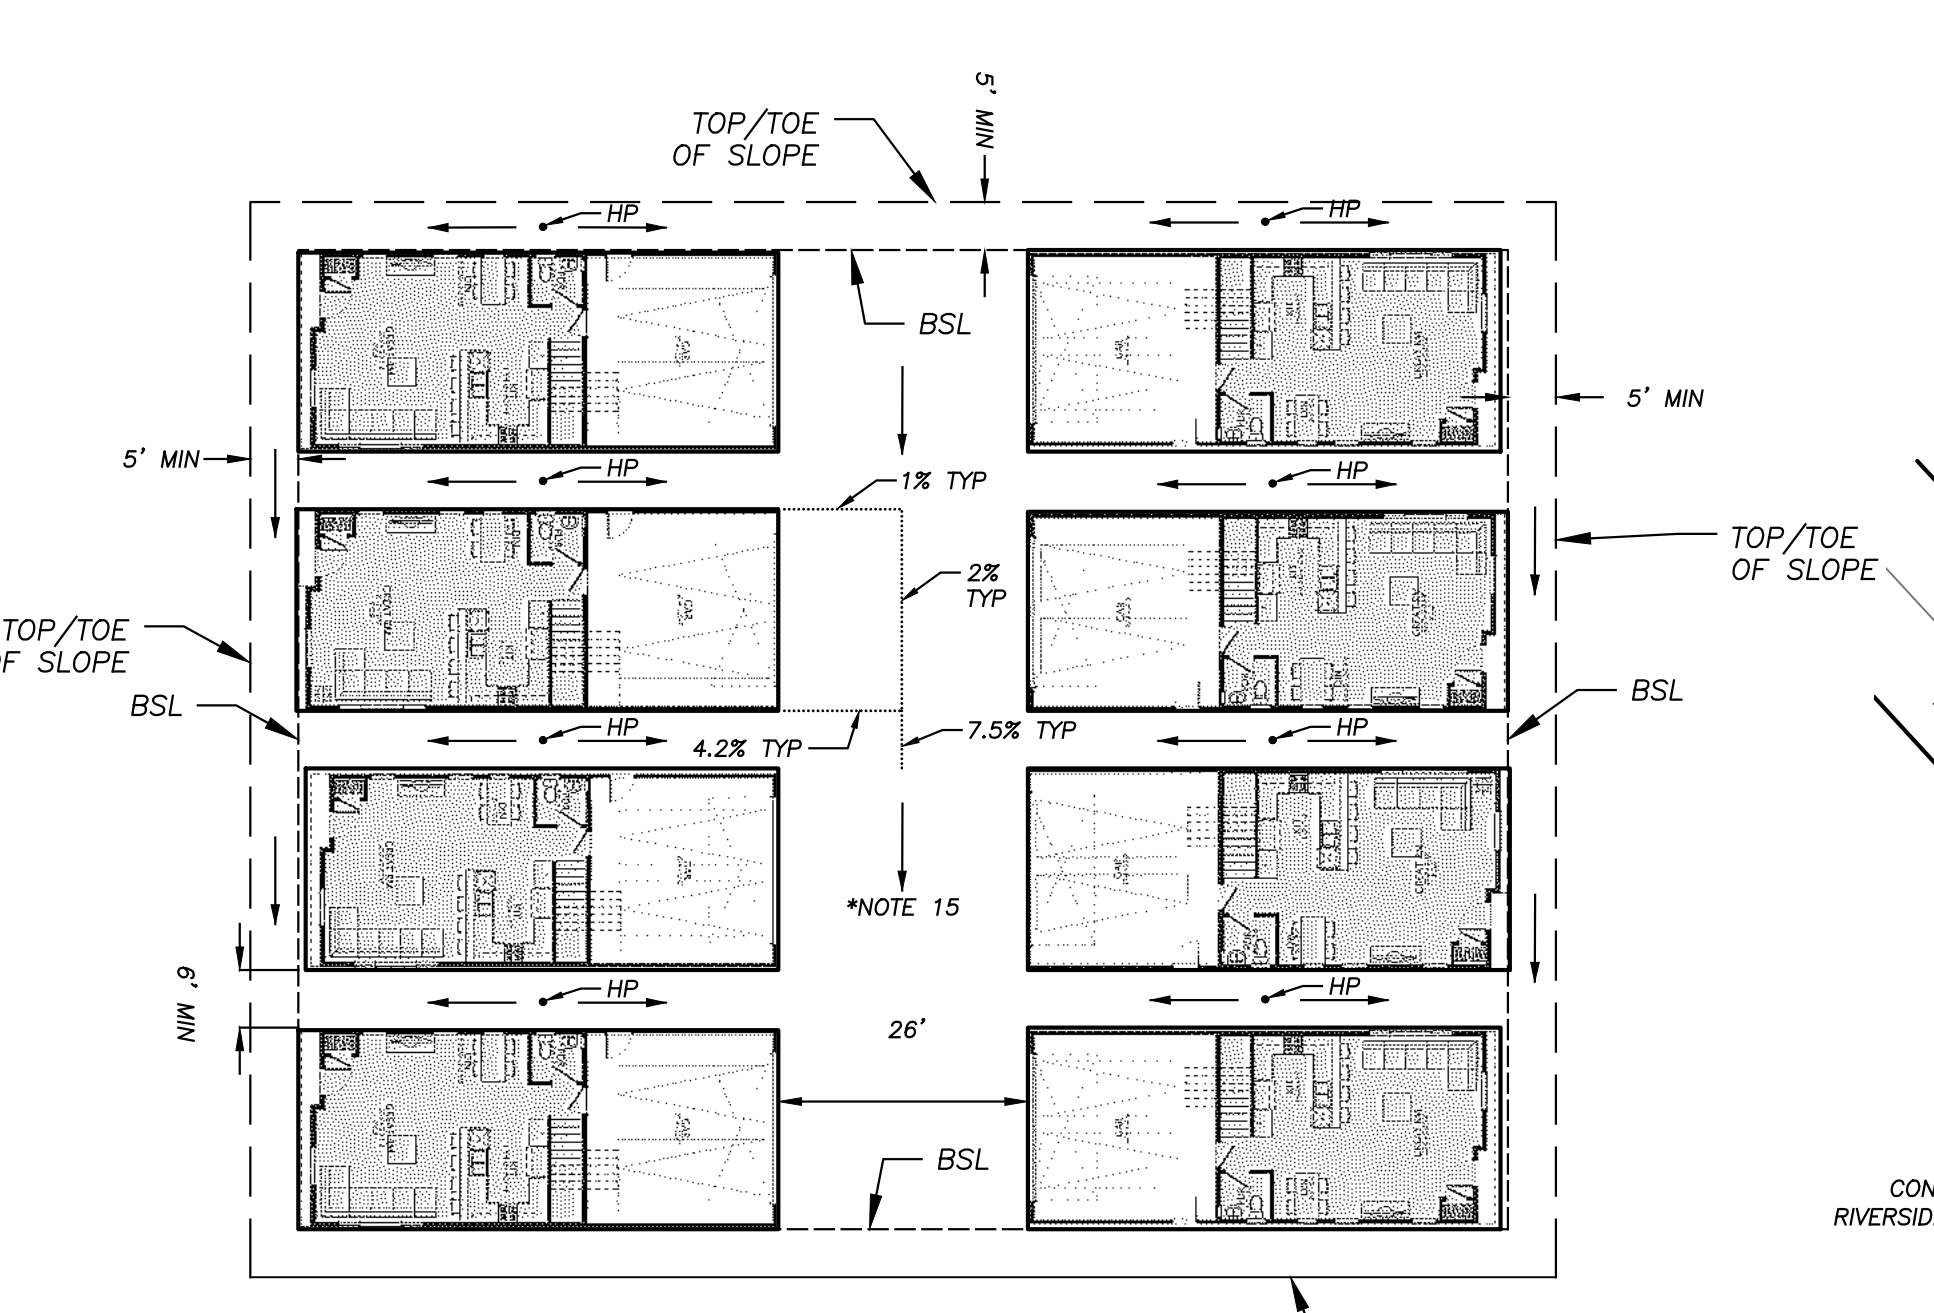 5' MIN
TOP/TOE
OF SLOPE
HP
HP
BSL
5' MIN
5' MIN
HP
HP
1% TYP
TOP/TOE
OF SLOPE
2%
TYP
TOP/TOE
OF SLOPE
BSL
BSL
HP
HP
7.5% TYP
4.2% TYP
*NOTE 15
6' MIN
HP
HP
26'
BSL
CON
RIVERSID